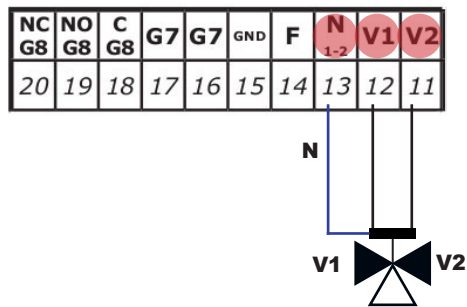 NC NO C G7 G7 GND F N V1 V2
G8 G8 G8 1-2
20 19 18 17 16 15 14 13 12 11
N
V1 V2